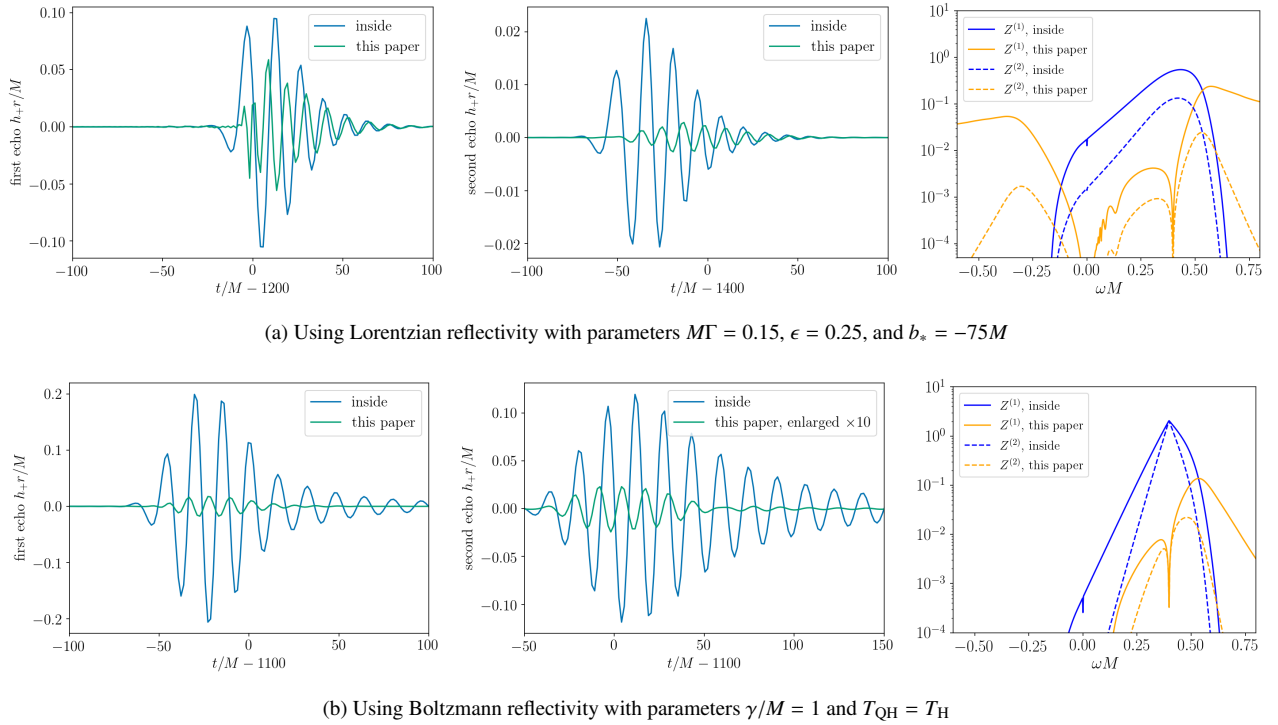 first echo h₊r/M
0.10
0.05
0.00
−0.05
−0.10
inside
this paper
−100
−50
0
50
100
t/M − 1200
second echo h₊r/M
0.02
0.01
0.00
−0.01
−0.02
inside
this paper
−100
−50
0
50
100
t/M − 1400
10¹
10⁰
10⁻¹
10⁻²
10⁻³
10⁻⁴
Z⁽¹⁾, inside
Z⁽¹⁾, this paper
Z⁽²⁾, inside
Z⁽²⁾, this paper
−0.50
−0.25
0.00
0.25
0.50
0.75
ωM
(a) Using Lorentzian reflectivity with parameters MΓ = 0.15, ϵ = 0.25, and b∗ = −75M
first echo h₊r/M
0.2
0.1
0.0
−0.1
−0.2
inside
this paper
−100
−50
0
50
100
t/M − 1100
second echo h₊r/M
0.10
0.05
0.00
−0.05
−0.10
inside
this paper, enlarged ×10
−50
0
50
100
150
t/M − 1100
10¹
10⁰
10⁻¹
10⁻²
10⁻³
10⁻⁴
Z⁽¹⁾, inside
Z⁽¹⁾, this paper
Z⁽²⁾, inside
Z⁽²⁾, this paper
−0.50
−0.25
0.00
0.25
0.50
0.75
ωM
(b) Using Boltzmann reflectivity with parameters γ/M = 1 and T_QH = T_H